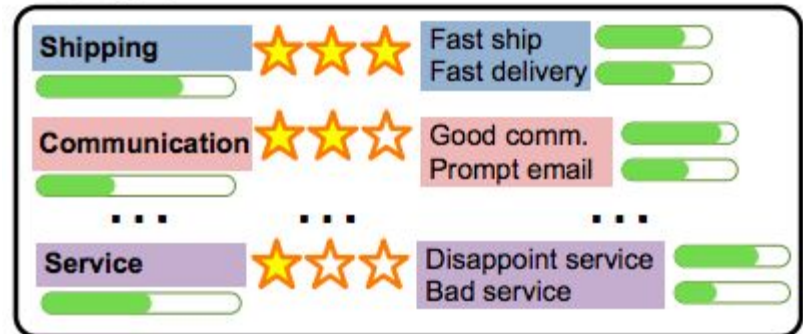 Shipping
Fast ship
Fast delivery
Communication
Good comm.
Prompt email
... ... ...
Service
Disappoint service
Bad service